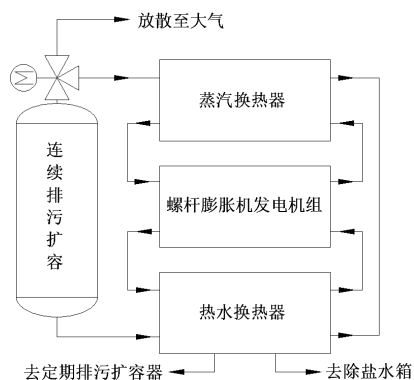 放散至大气
蒸汽换热器
连续排污扩容
螺杆膨胀机发电机组
热水换热器
去定期排污扩容器
去除盐水箱